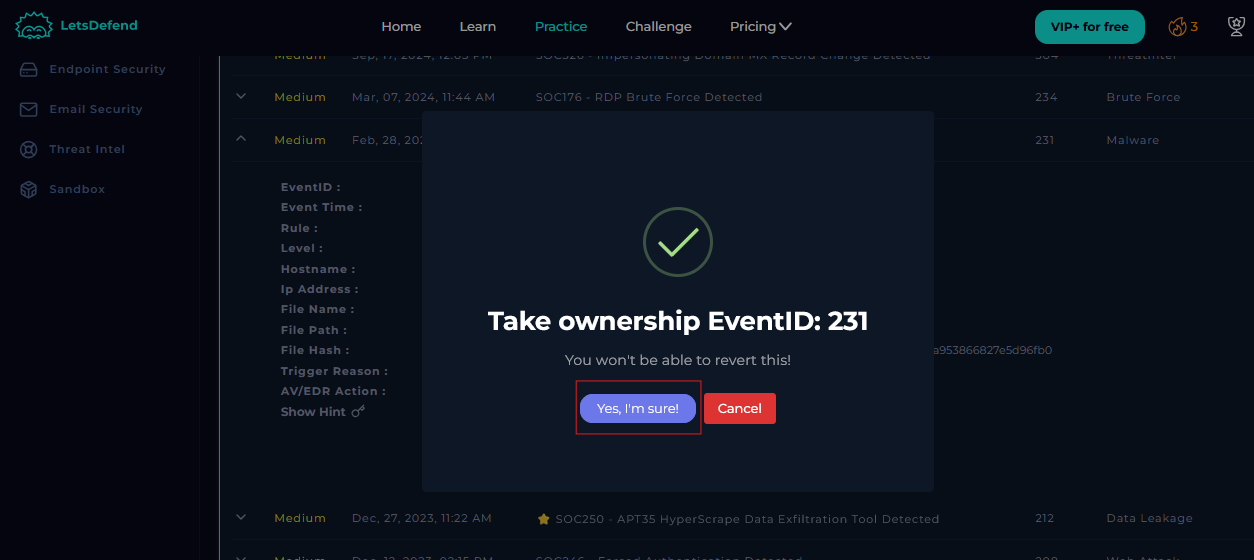 LetsDefend Home Learn Practice Challenge Pricing VIP+ for free 3
Endpoint Security Medium Sep, 17, 2024, 12:05 PM SOC326 - Impersonating Domain MX Record Change Detected 304 ThreatIntel
Medium Mar, 07, 2024, 11:44 AM SOC176 - RDP Brute Force Detected 234 Brute Force
Email Security
Medium Feb, 28, 231 Malware
Threat Intel
Sandbox
EventID :
Event Time :
Rule :
Level :
Hostname :
Ip Address :
File Name :
File Path :
File Hash :
Trigger Reason :
AV/EDR Action :
Show Hint
Take ownership EventID: 231
You won't be able to revert this!
a953866827e5d96fb0
Yes, I'm sure! Cancel
Medium Dec, 27, 2023, 11:22 AM SOC250 - APT35 HyperScrape Data Exfiltration Tool Detected 212 Data Leakage
Medium Dec, 12, 2023, 02:15 PM SOC246 - Forced Authentication Detected 208 Web Attack